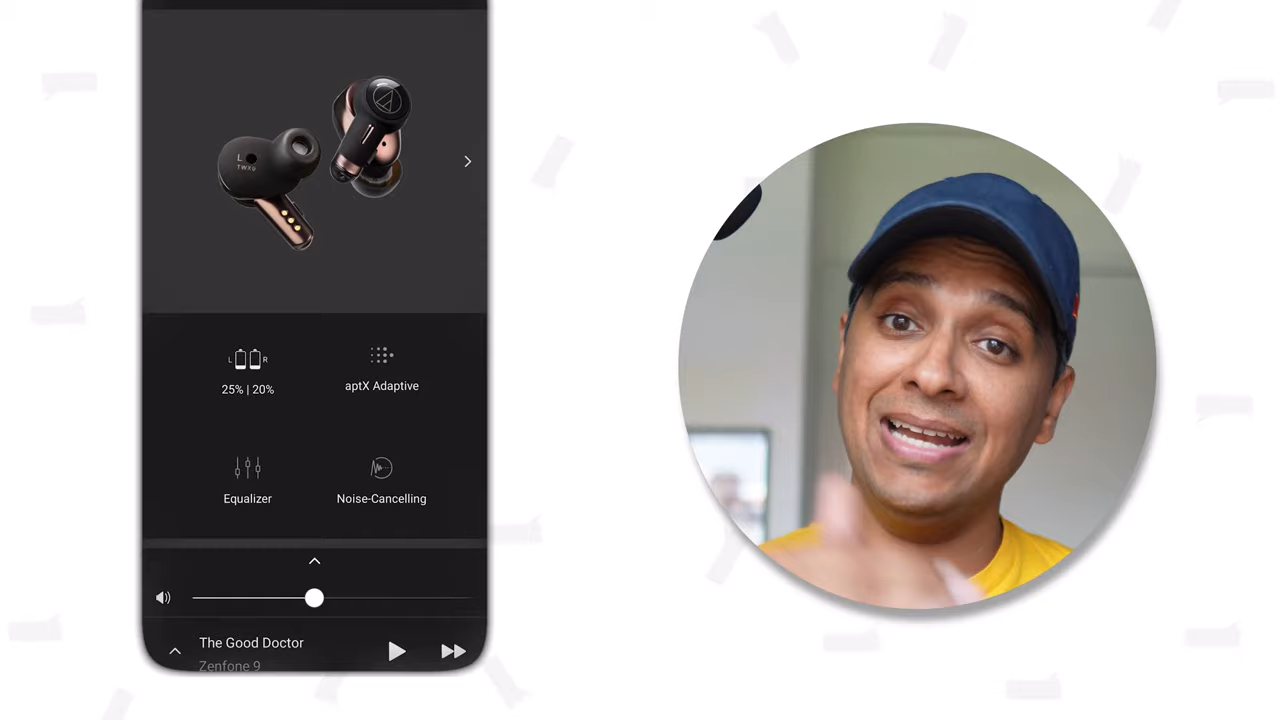 L
TWX9
L R
25% | 20%
aptX Adaptive
Equalizer
Noise-Cancelling
The Good Doctor
Zenfone 9